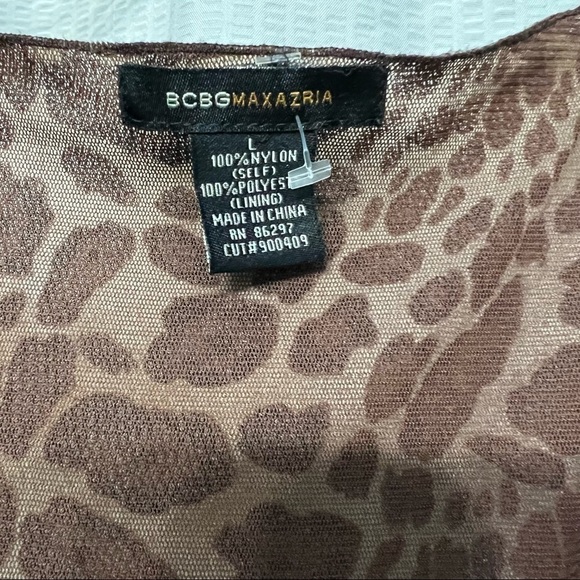 BCBGMAXAZRIA
L
100%NYLON
(SELF)
100%POLYEST
(LINING)
MADE IN CHINA
RN 86297
CUT#900409